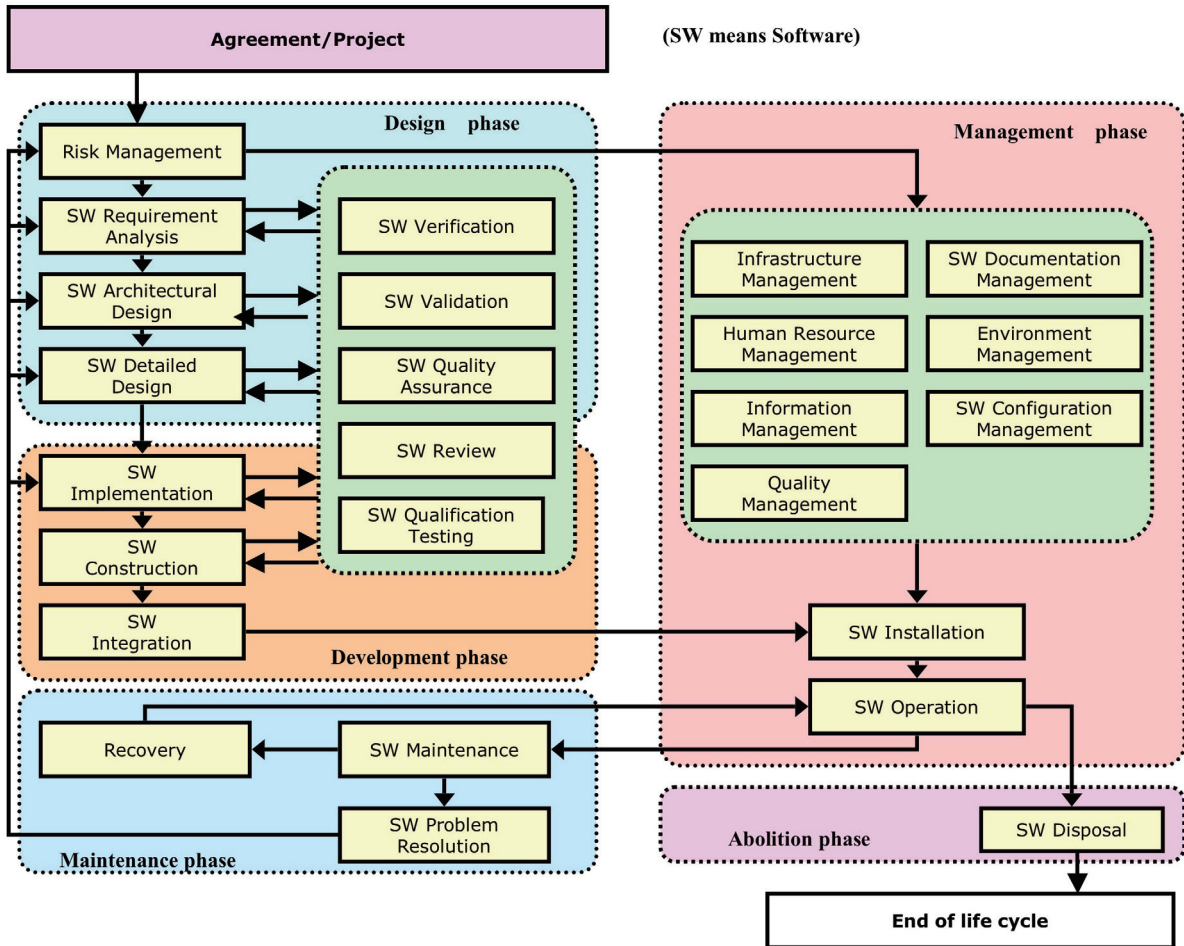 Agreement/Project
(SW means Software)
Design phase
Risk Management
SW Requirement
Analysis
SW Architectural
Design
SW Detailed
Design
SW Verification
SW Validation
SW Quality
Assurance
SW Review
SW Qualification
Testing
SW
Implementation
SW
Construction
SW
Integration
Development phase
Management phase
Infrastructure
Management
SW Documentation
Management
Human Resource
Management
Environment
Management
Information
Management
SW Configuration
Management
Quality
Management
SW Installation
SW Operation
Recovery
SW Maintenance
SW Problem
Resolution
Maintenance phase
Abolition phase
SW Disposal
End of life cycle